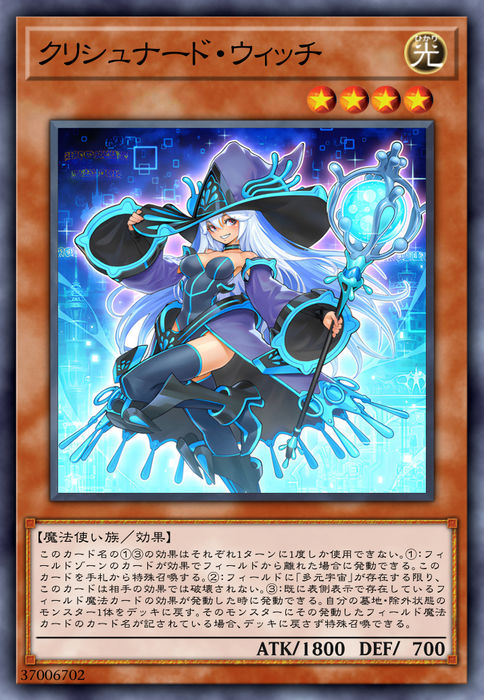 クリシュナード・ウィッチ
ひかり
光
【魔法使い族／効果】
このカード名の①③の効果はそれぞれ1ターンに1度しか使用できない。①:フィ
ールドゾーンのカードが効果でフィールドから離れた場合に発動できる。この
カードを手札から特殊召喚する。②:フィールドに「多元宇宙」が存在する限り、
このカードは相手の効果では破壊されない。③:既に表側表示で存在しているフィ
ールド魔法カードの効果が発動した時に発動できる。自分の墓地・除外状態の
モンスター1体をデッキに戻す。そのモンスターにその発動したフィールド魔法
カードのカード名が記されている場合、デッキに戻さず特殊召喚できる。
ATK/1800 DEF/ 700
37006702